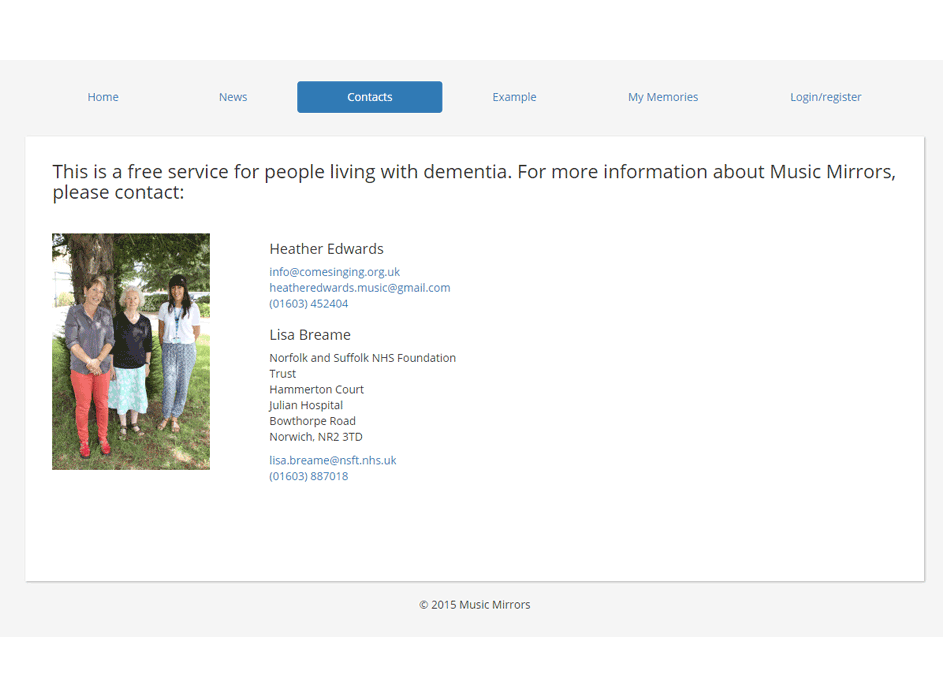 Home
News
Contacts
Example
My Memories
Login/register
This is a free service for people living with dementia. For more information about Music Mirrors,
please contact:
Heather Edwards
info@comesinging.org.uk
heatheredwards.music@gmail.com
(01603) 452404
Lisa Breame
Norfolk and Suffolk NHS Foundation
Trust
Hammerton Court
Julian Hospital
Bowthorpe Road
Norwich, NR2 3TD
lisa.breame@nsft.nhs.uk
(01603) 887018
© 2015 Music Mirrors